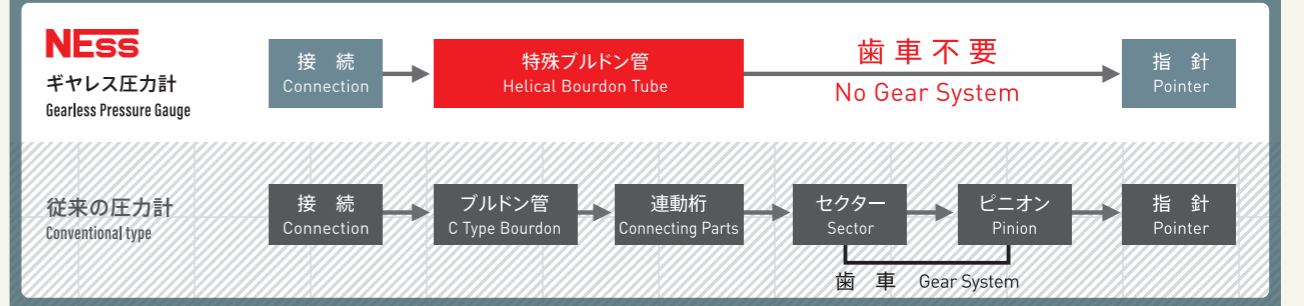 NEss
ギヤレス圧力計
Gearless Pressure Gauge
接 続
Connection
特殊ブルドン管
Helical Bourdon Tube
歯車不要
No Gear System
指 針
Pointer
従来の圧力計
Conventional type
接 続
Connection
ブルドン管
C Type Bourdon
連動桁
Connecting Parts
セクター
Sector
ピニオン
Pinion
指 針
Pointer
歯 車 Gear System